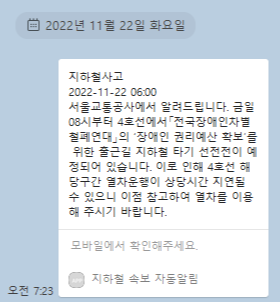 2022년 11월 22일 화요일
지하철사고
2022-11-22 06:00
서울교통공사에서 알려드립니다. 금일
08시부터 4호선에서「전국장애인차별
철폐연대」의 '장애인 권리예산 확보'를
위한 출근길 지하철 타기 선전전이 예
정되어 있습니다. 이로 인해 4호선 해
당구간 열차운행이 상당시간 지연될
수 있으니 이점 참고하여 열차를 이용
해 주시기 바랍니다.
모바일에서 확인해주세요.
지하철 속보 자동알림
오전 7:23